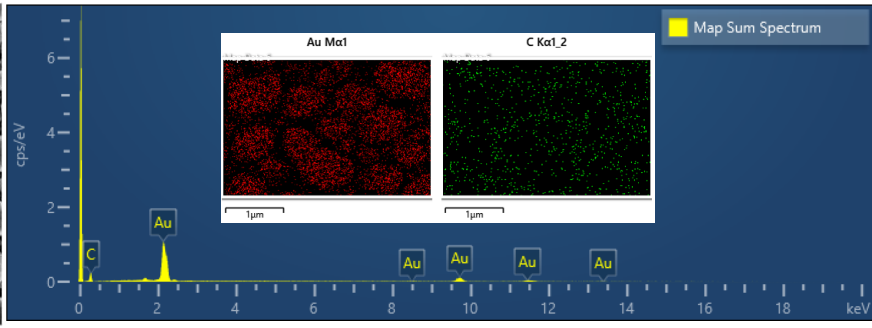 Map Sum Spectrum
Au Mα1
C Kα1_2
1μm
1μm
cps/eV
6
4
2
0
C
Au
Au
Au
Au
Au
0 2 4 6 8 10 12 14 16 18 keV